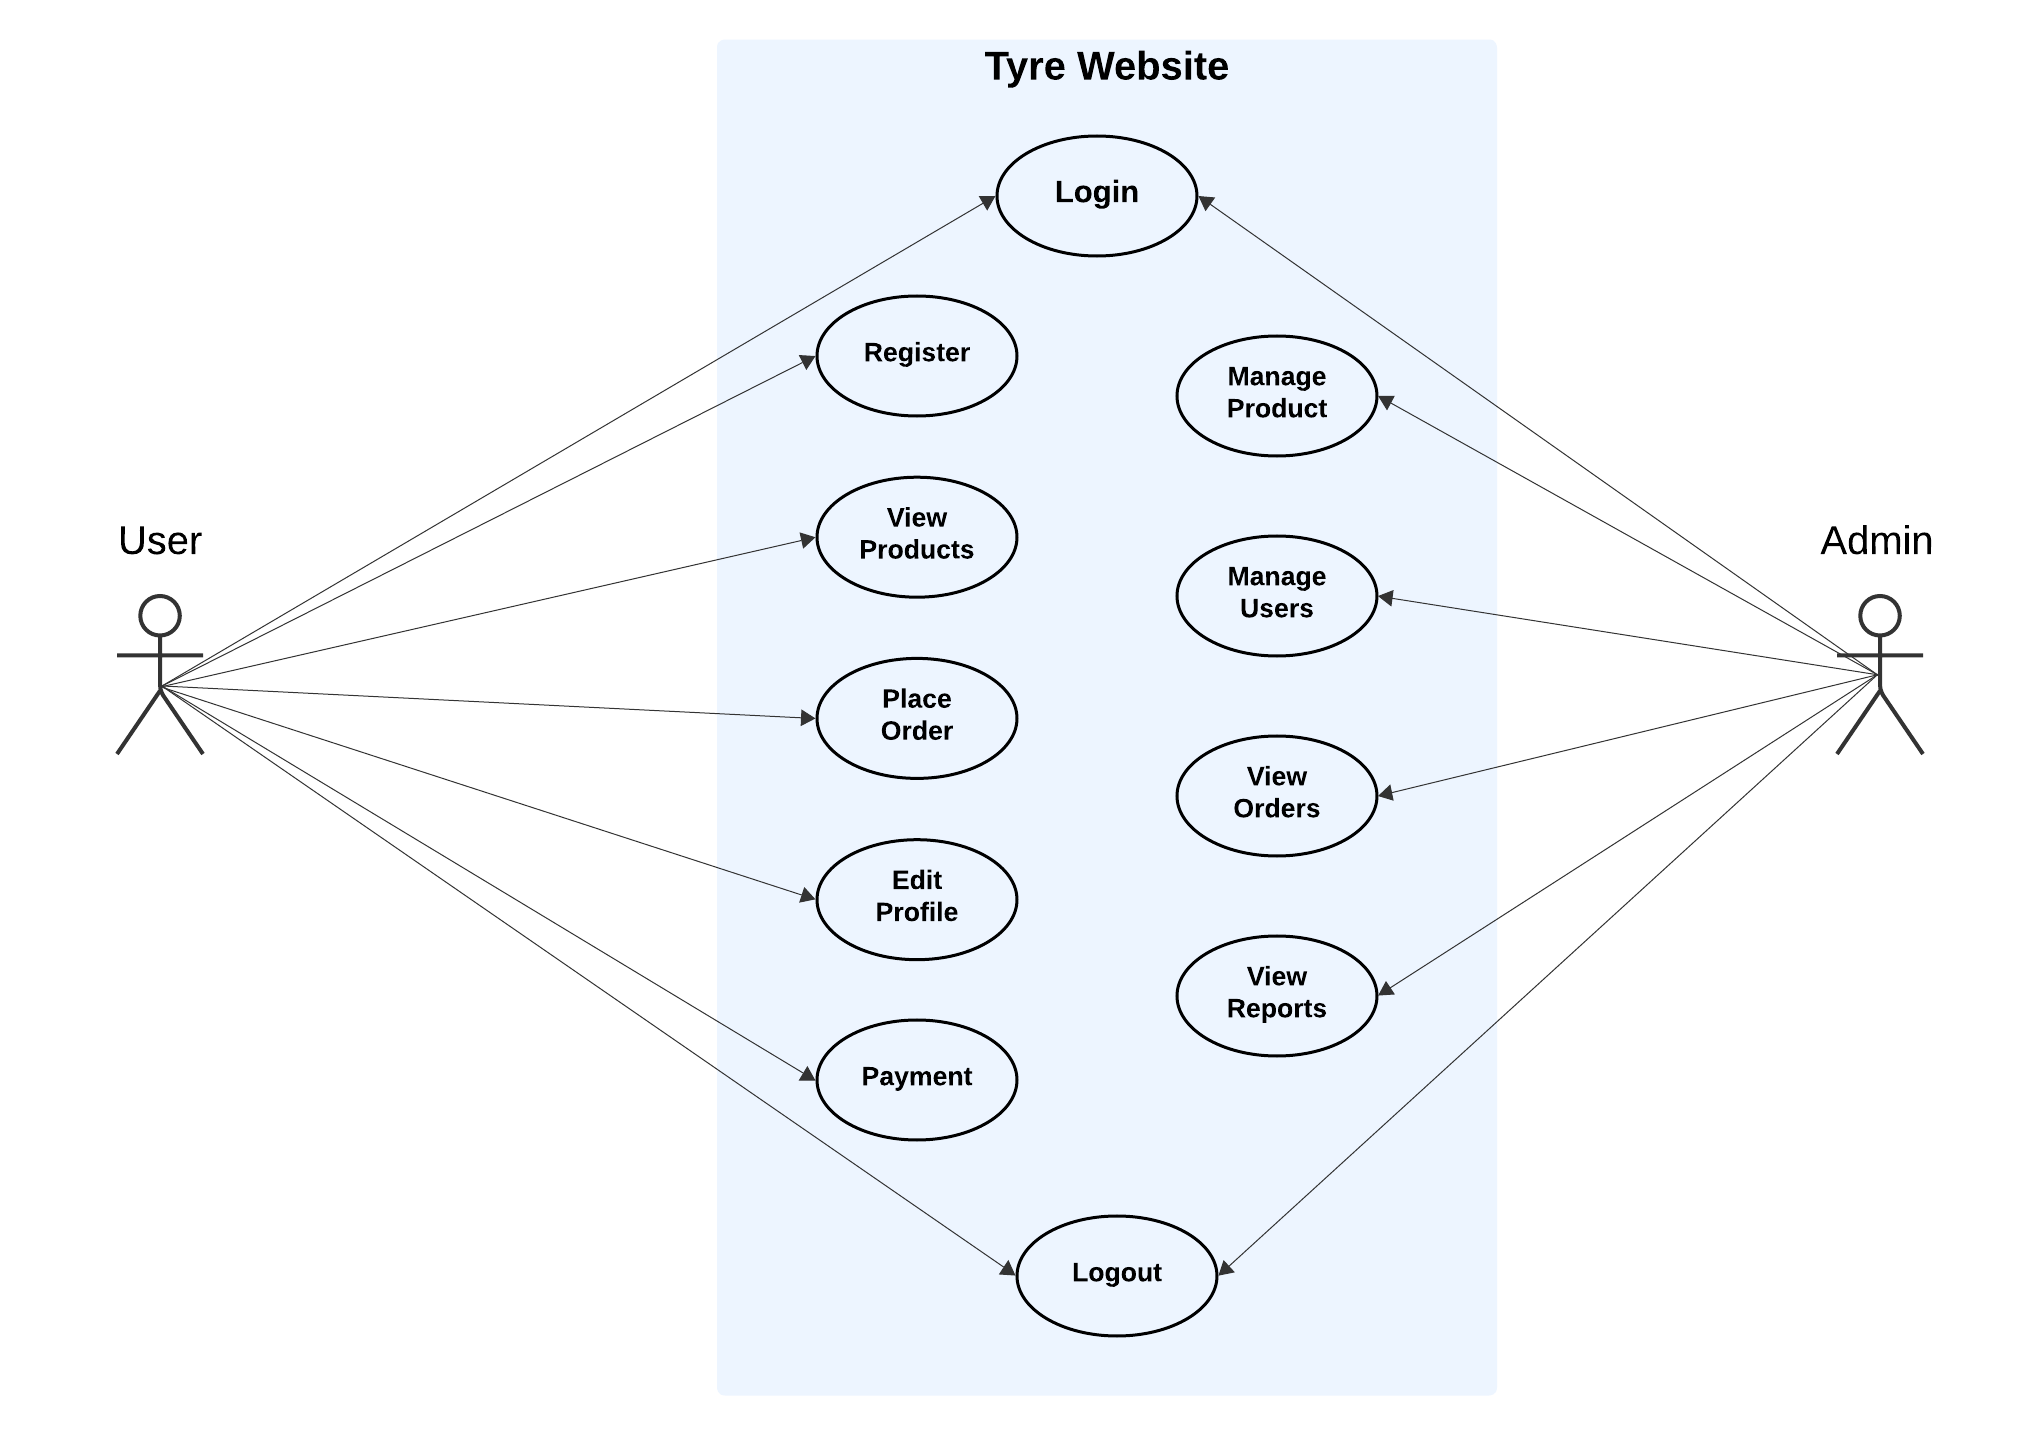 Tyre Website
Login
Register
Manage
Product
View
Products
User
Admin
Manage
Users
Place
Order
View
Orders
Edit
Profile
View
Reports
Payment
Logout